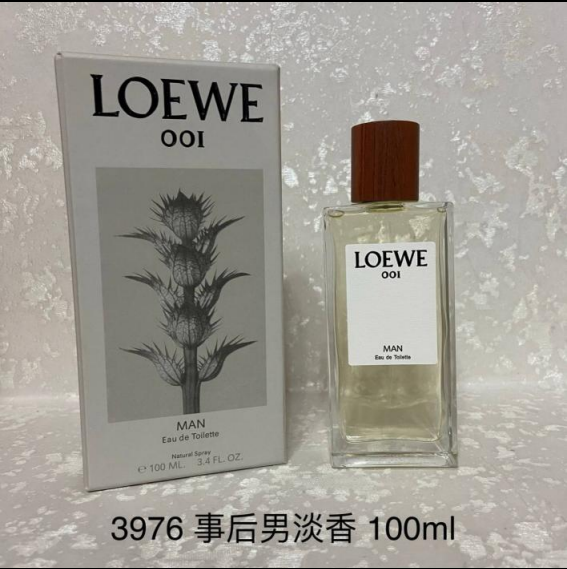 LOEWE
001
MAN
Eau de Toilette
Natural Spray
℮ 100 ML. 3.4 FL. OZ.
LOEWE
001
MAN
Eau de Toilette
3976 事后男淡香 100ml